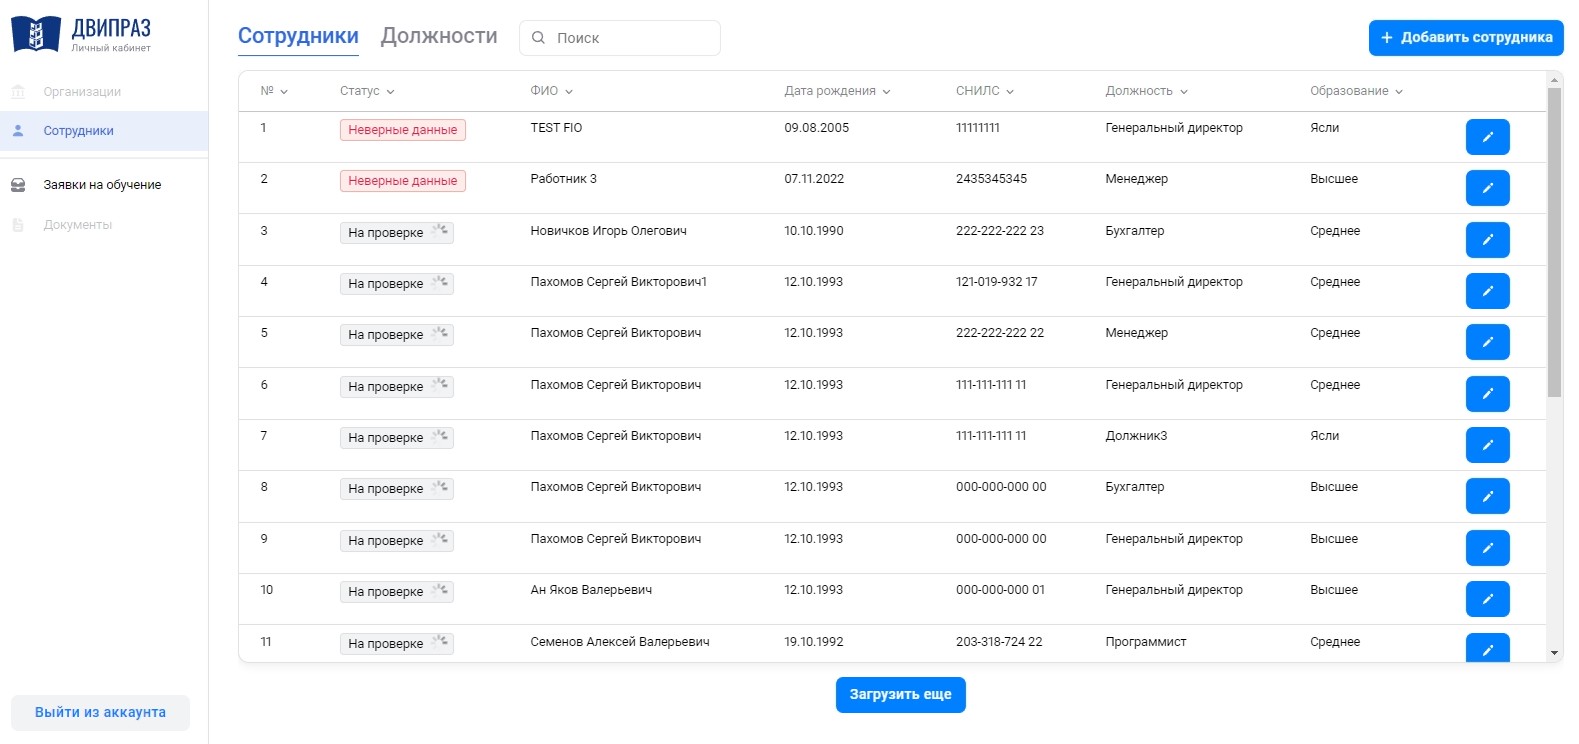 ДВИПРАЗ
Личный кабинет
Организации
Сотрудники
Заявки на обучение
Документы
Выйти из аккаунта
Сотрудники Должности Поиск + Добавить сотрудника
№ Статус ФИО Дата рождения СНИЛС Должность Образование
1 Неверные данные TEST FIO 09.08.2005 11111111 Генеральный директор Ясли
2 Неверные данные Работник 3 07.11.2022 2435345345 Менеджер Высшее
3 На проверке Новичков Игорь Олегович 10.10.1990 222-222-222 23 Бухгалтер Среднее
4 На проверке Пахомов Сергей Викторович1 12.10.1993 121-019-932 17 Генеральный директор Среднее
5 На проверке Пахомов Сергей Викторович 12.10.1993 222-222-222 22 Менеджер Среднее
6 На проверке Пахомов Сергей Викторович 12.10.1993 111-111-111 11 Генеральный директор Среднее
7 На проверке Пахомов Сергей Викторович 12.10.1993 111-111-111 11 Должник3 Ясли
8 На проверке Пахомов Сергей Викторович 12.10.1993 000-000-000 00 Бухгалтер Высшее
9 На проверке Пахомов Сергей Викторович 12.10.1993 000-000-000 00 Генеральный директор Высшее
10 На проверке Ан Яков Валерьевич 12.10.1993 000-000-000 01 Генеральный директор Высшее
11 На проверке Семенов Алексей Валерьевич 19.10.1992 203-318-724 22 Программист Среднее
Загрузить еще